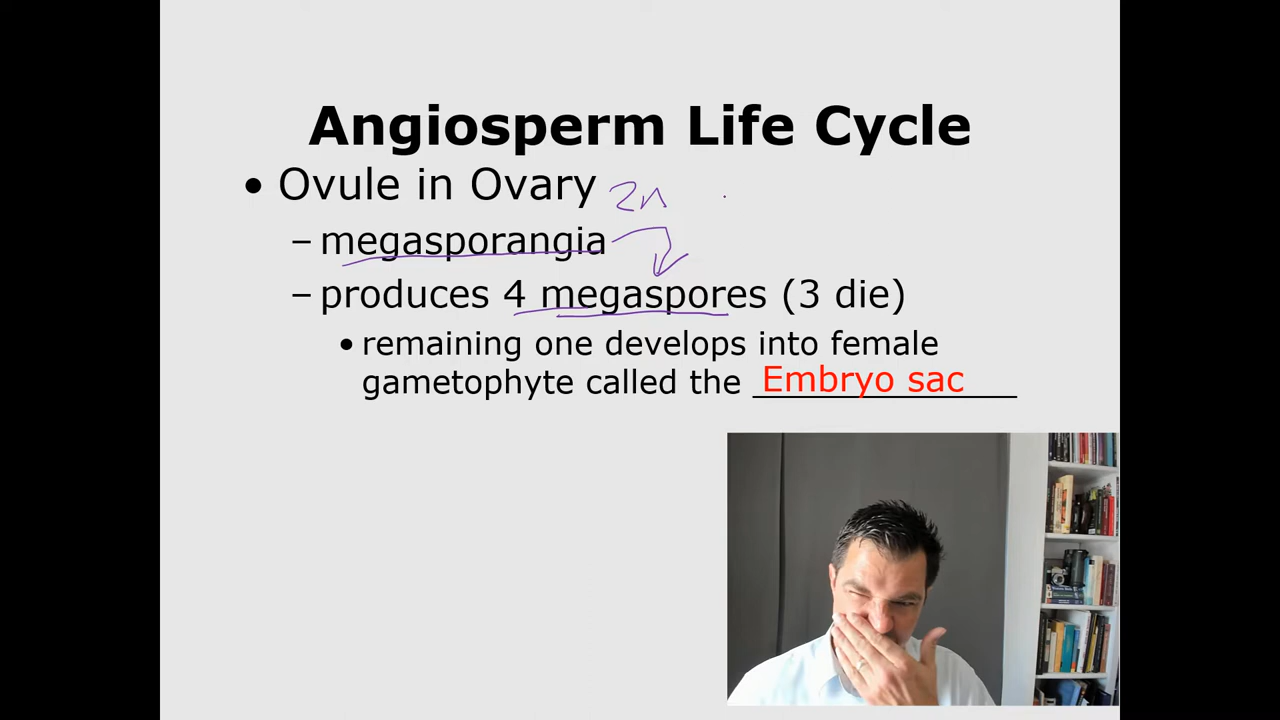 Angiosperm Life Cycle
• Ovule in Ovary 2n
– megasporangia
– produces 4 megaspores (3 die)
• remaining one develops into female
gametophyte called the Embryo sac